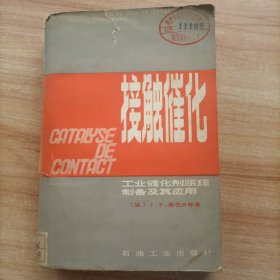 11195
接触催化
CATALYSE
DE
CONTACT
工业催化剂原理
制备及其应用
石油工业出版社